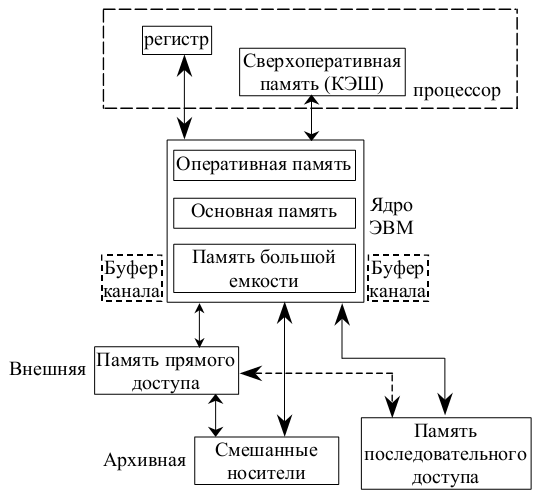 регистр
Сверхоперативная
память (КЭШ)
процессор
Оперативная память
Основная память
Ядро
ЭВМ
Память большой
емкости
Буфер
канала
Буфер
канала
Внешняя
Память прямого
доступа
Архивная
Смешанные
носители
Память
последовательного
доступа